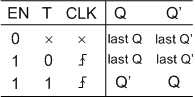 EN T CLK Q Q'
0 × × last Q last Q'
1 0 last Q last Q'
1 1 Q' Q